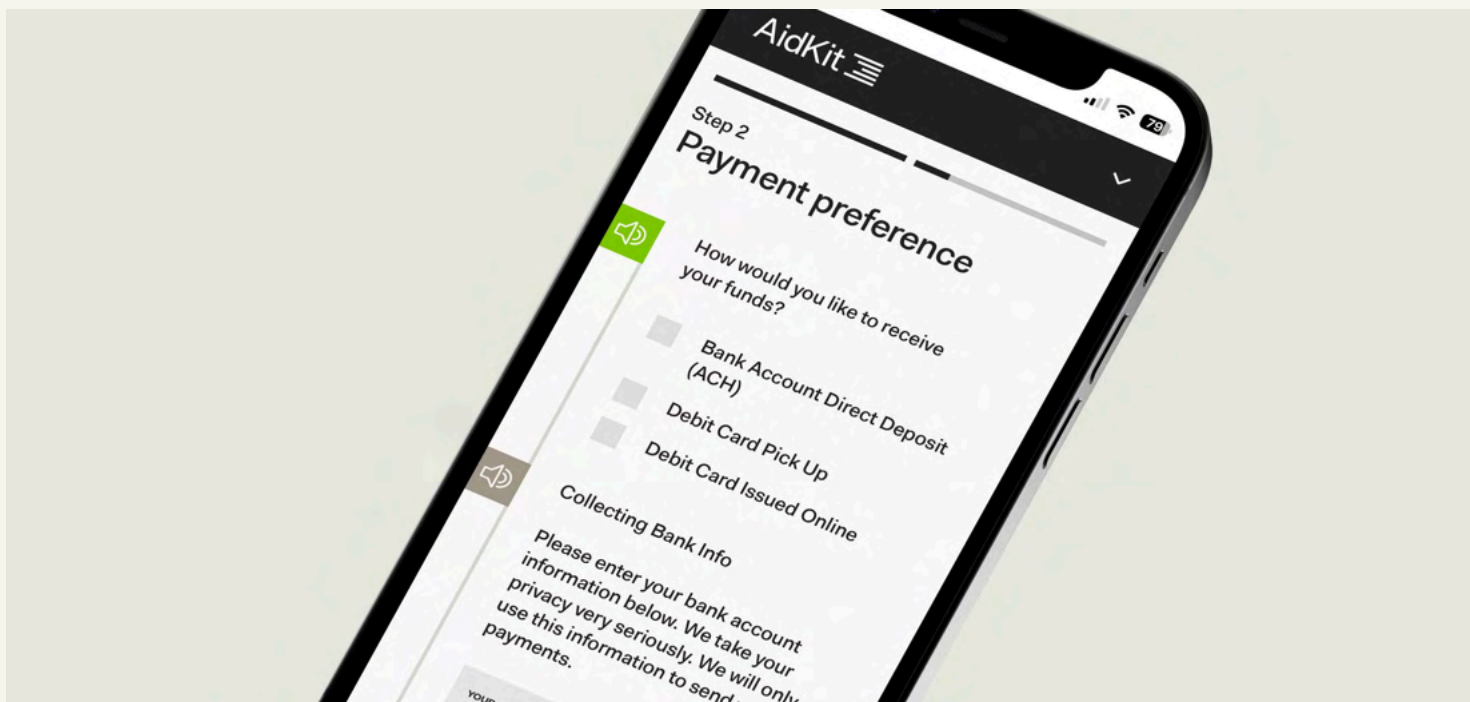 AidKit
79
Step 2
Payment preference
How would you like to receive
your funds?
Bank Account Direct Deposit
(ACH)
Debit Card Pick Up
Debit Card Issued Online
Collecting Bank Info
Please enter your bank account
information below. We take your
privacy very seriously. We will only
use this information to send
payments.
YOUR